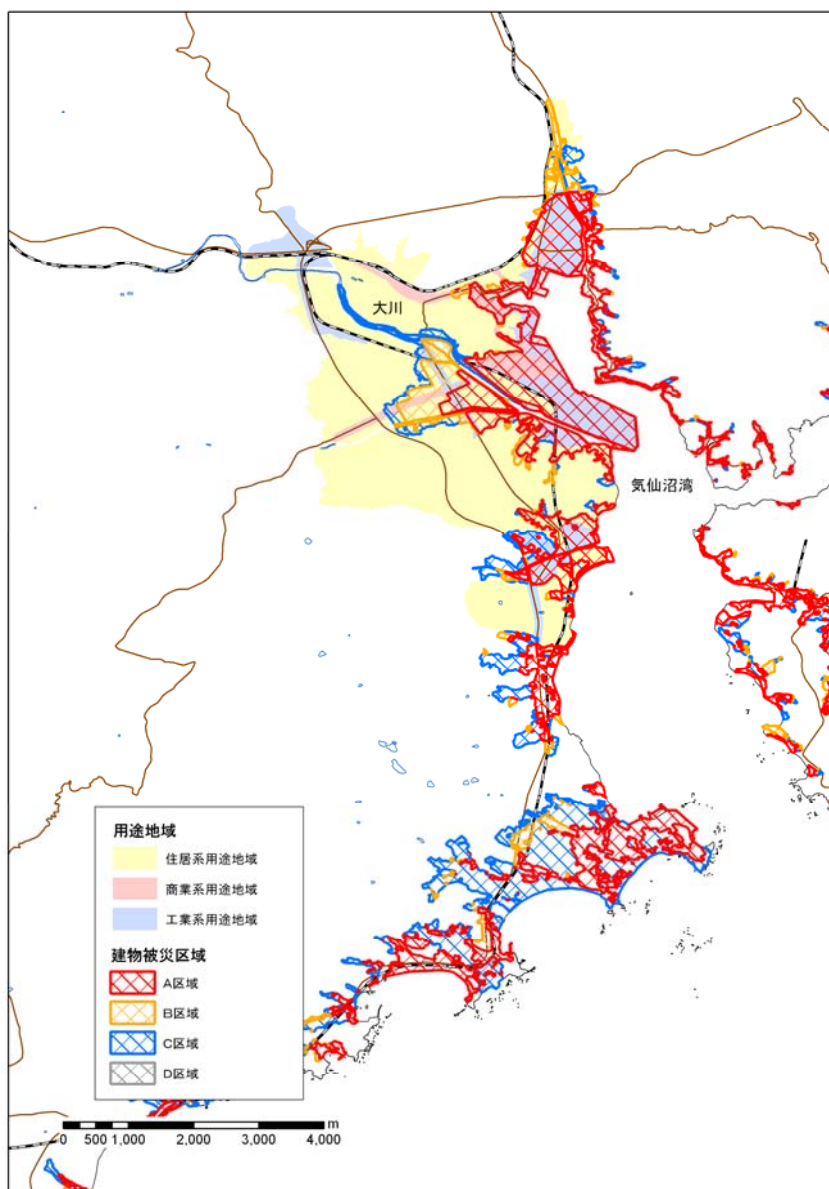 大川
気仙沼湾
用途地域
住居系用途地域
商業系用途地域
工業系用途地域
建物被災区域
A区域
B区域
C区域
D区域
m
0 500 1,000 2,000 3,000 4,000